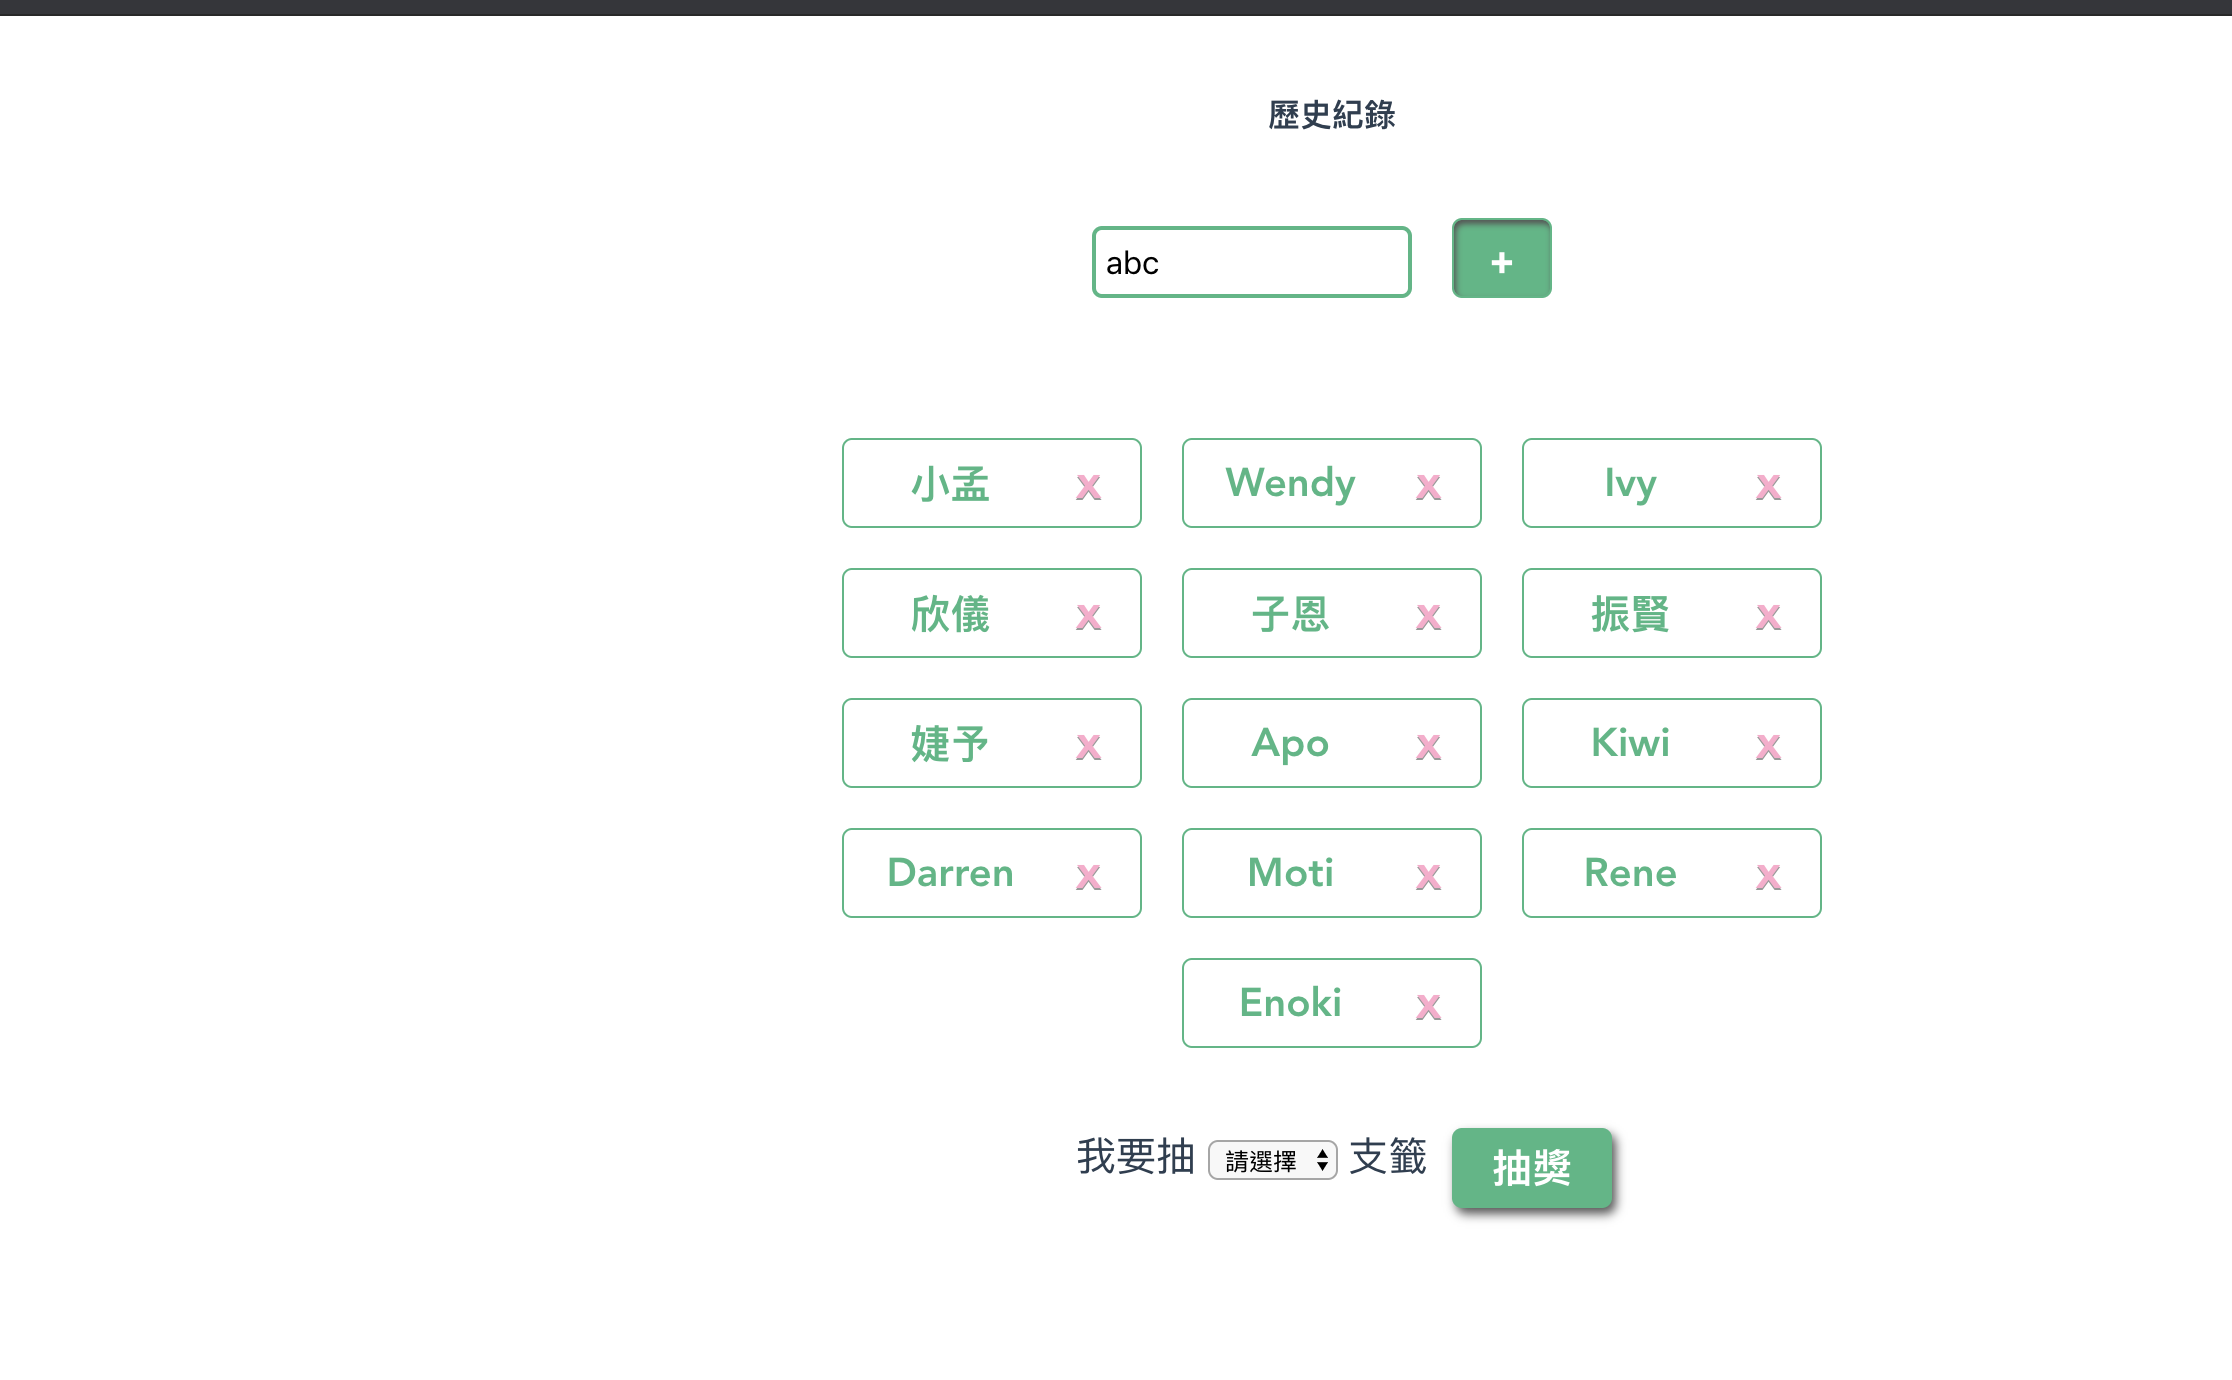 歷史紀錄
abc +
小孟 x Wendy x Ivy x
欣儀 x 子恩 x 振賢 x
婕予 x Apo x Kiwi x
Darren x Moti x Rene x
Enoki x
我要抽 請選擇 支籤 抽獎